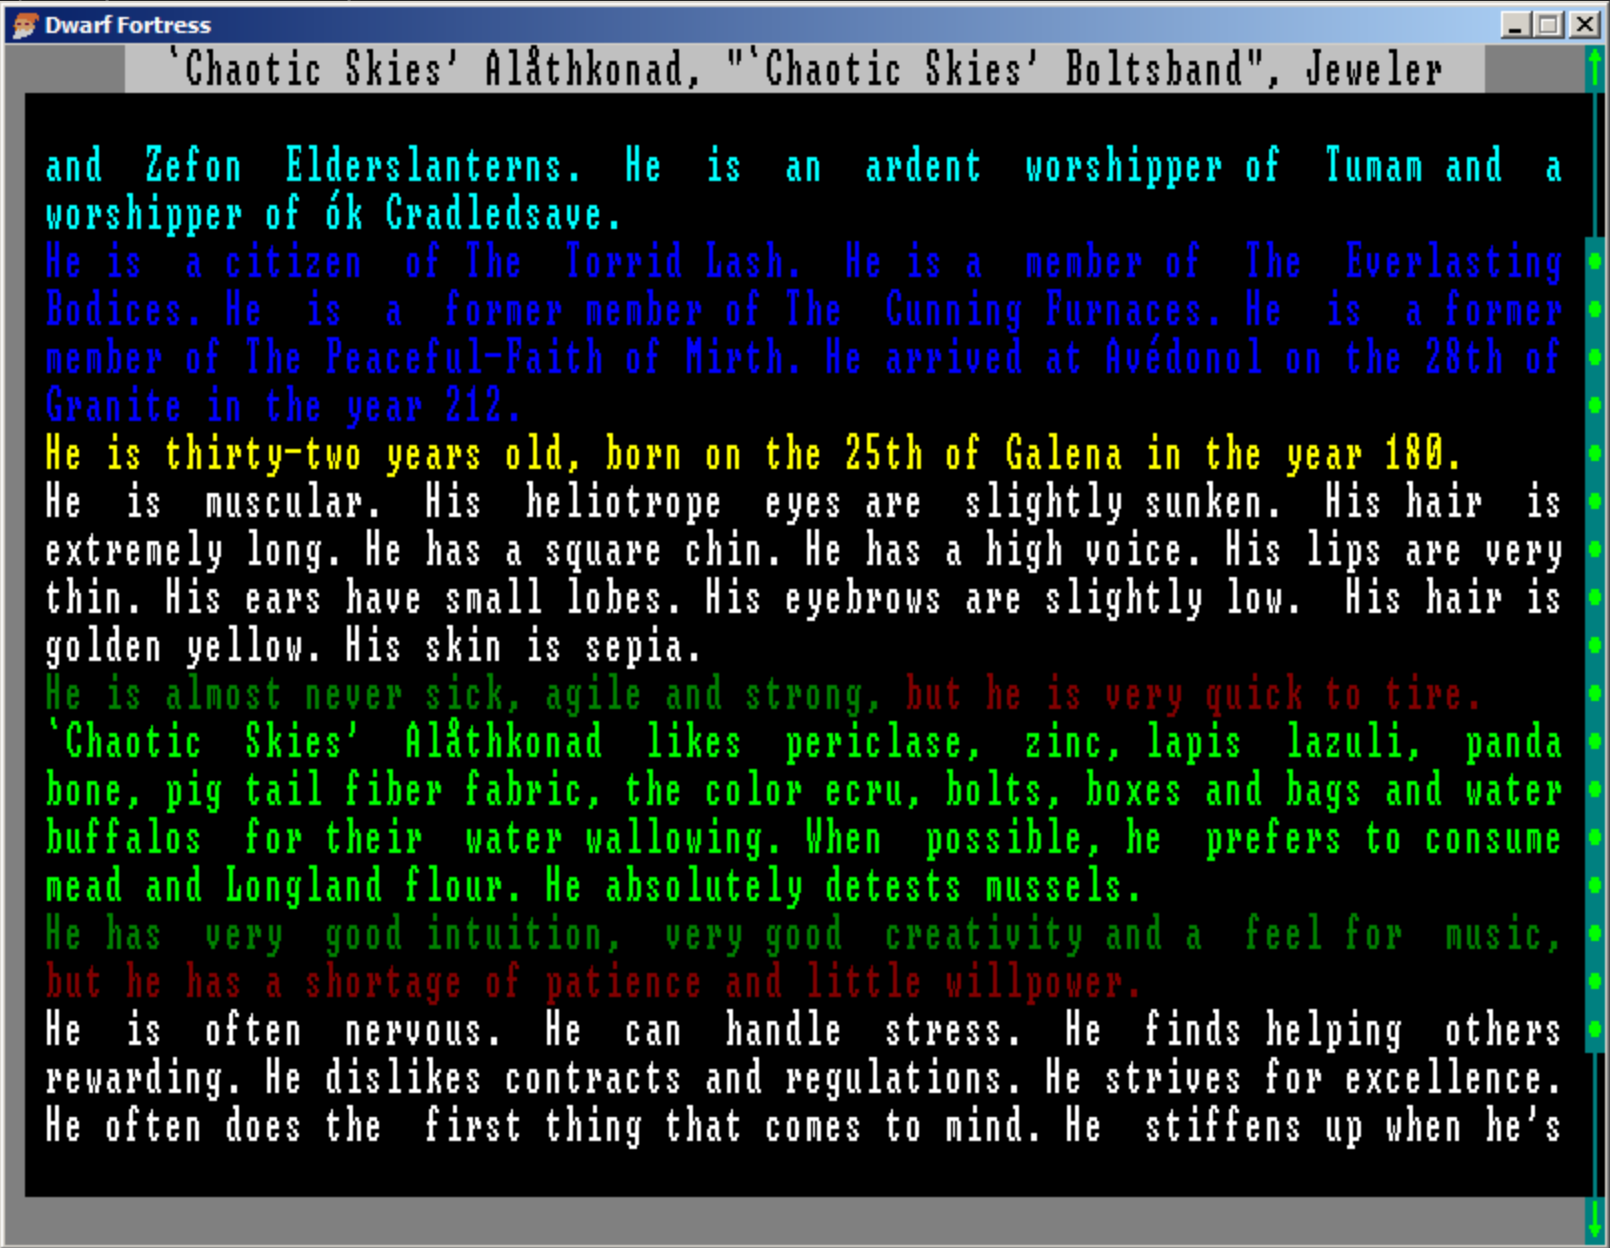 Dwarf Fortress
`Chaotic Skies' Alåthkonad, "`Chaotic Skies' Boltsband", Jeweler
and Zefon Elderslanterns. He is an ardent worshipper of Tumam and a
worshipper of ók Cradledsave.
He is a citizen of The Torrid Lash. He is a member of The Everlasting
Bodices. He is a former member of The Cunning Furnaces. He is a former
member of The Peaceful-Faith of Mirth. He arrived at Avédonol on the 28th of
Granite in the year 212.
He is thirty-two years old, born on the 25th of Galena in the year 180.
He is muscular. His heliotrope eyes are slightly sunken. His hair is
extremely long. He has a square chin. He has a high voice. His lips are very
thin. His ears have small lobes. His eyebrows are slightly low. His hair is
golden yellow. His skin is sepia.
He is almost never sick, agile and strong, but he is very quick to tire.
`Chaotic Skies' Alåthkonad likes periclase, zinc, lapis lazuli, panda
bone, pig tail fiber fabric, the color ecru, bolts, boxes and bags and water
buffalos for their water wallowing. When possible, he prefers to consume
mead and Longland flour. He absolutely detests mussels.
He has very good intuition, very good creativity and a feel for music,
but he has a shortage of patience and little willpower.
He is often nervous. He can handle stress. He finds helping others
rewarding. He dislikes contracts and regulations. He strives for excellence.
He often does the first thing that comes to mind. He stiffens up when he's